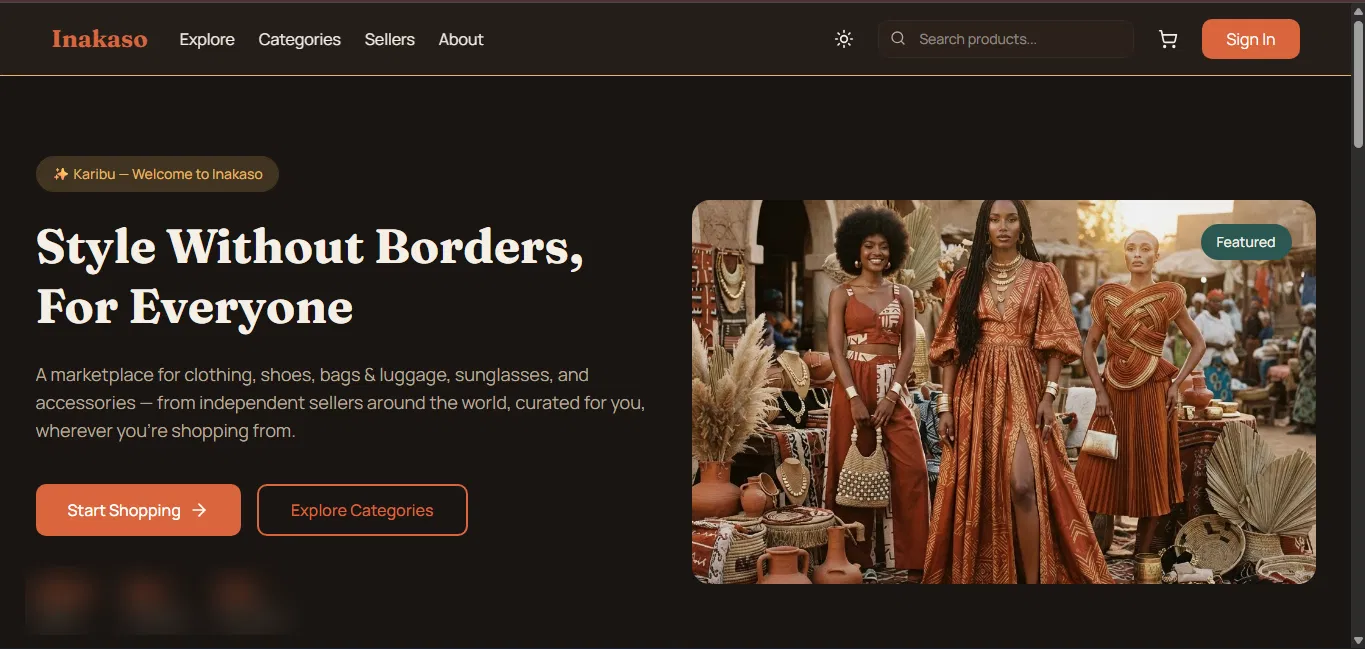 Inakaso
Explore
Categories
Sellers
About
Search products...
Sign In
✨ Karibu — Welcome to Inakaso
Style Without Borders,
For Everyone
A marketplace for clothing, shoes, bags & luggage, sunglasses, and
accessories — from independent sellers around the world, curated for you,
wherever you're shopping from.
Start Shopping →
Explore Categories
Featured